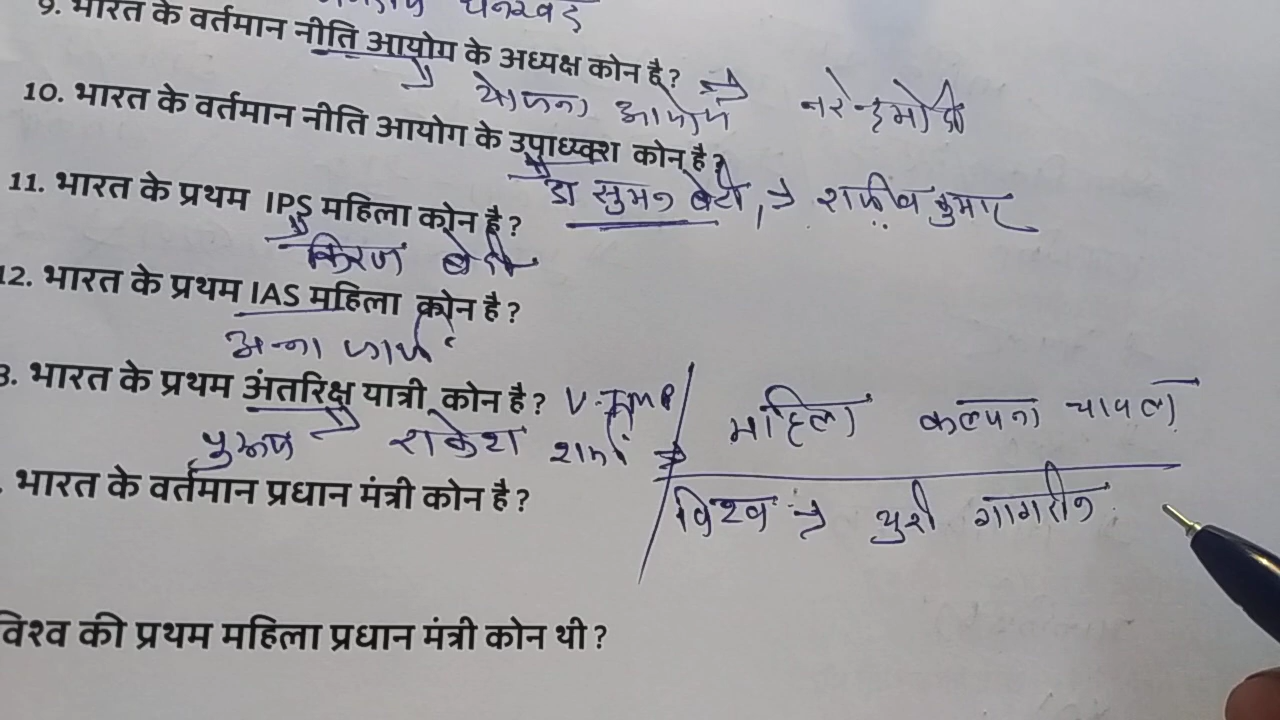 धनखड़
9. भारत के वर्तमान नीति आयोग के अध्यक्ष कोन है?
योजना आयोग → नरेन्द्र मोदी
10. भारत के वर्तमान नीति आयोग के उपाध्यक्श कोन है?
डा सुमन बेरी, → राजीव कुमार
11. भारत के प्रथम IPS महिला कोन है?
किरण बेदी
12. भारत के प्रथम IAS महिला कोन है?
अन्ना जार्ज
3. भारत के प्रथम अंतरिक्ष यात्री कोन है? V. Imp
पुरुष → राकेश शर्मा
महिला कल्पना चावला
विश्व → युरी गागरीन
. भारत के वर्तमान प्रधान मंत्री कोन है?
विश्व की प्रथम महिला प्रधान मंत्री कोन थी?